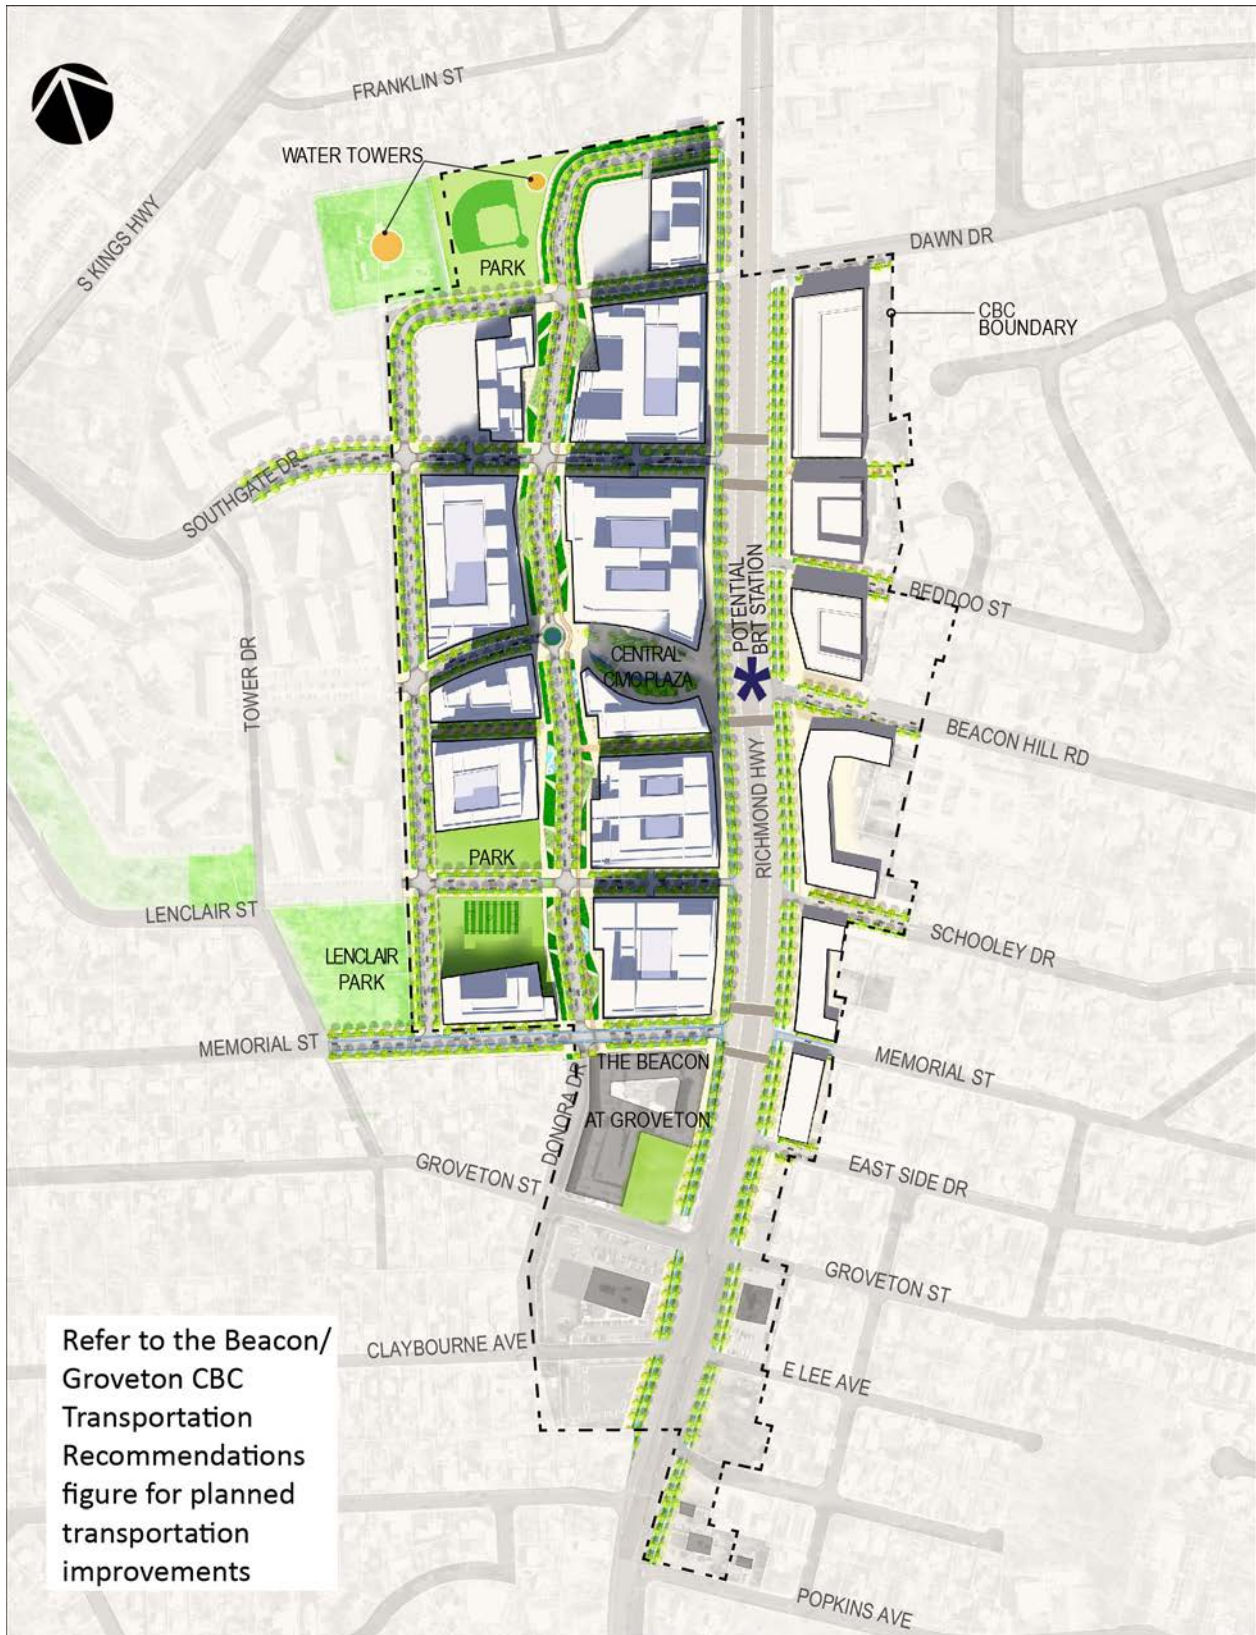 FRANKLIN ST
WATER TOWERS
S KINGS HWY
DAWN DR
PARK
CBC
BOUNDARY
SOUTHGATE DR
POTENTIAL
BRT STATION
BEDDOO ST
CENTRAL
CIVIC PLAZA
TOWER DR
BEACON HILL RD
RICHMOND HWY
PARK
LENCLAIR ST
SCHOOLEY DR
LENCLAIR
PARK
MEMORIAL ST
MEMORIAL ST
THE BEACON
AT GROVETON
DONORA DR
GROVETON ST
EAST SIDE DR
GROVETON ST
CLAYBOURNE AVE
E LEE AVE
Refer to the Beacon/
Groveton CBC
Transportation
Recommendations
figure for planned
transportation
improvements
POPKINS AVE